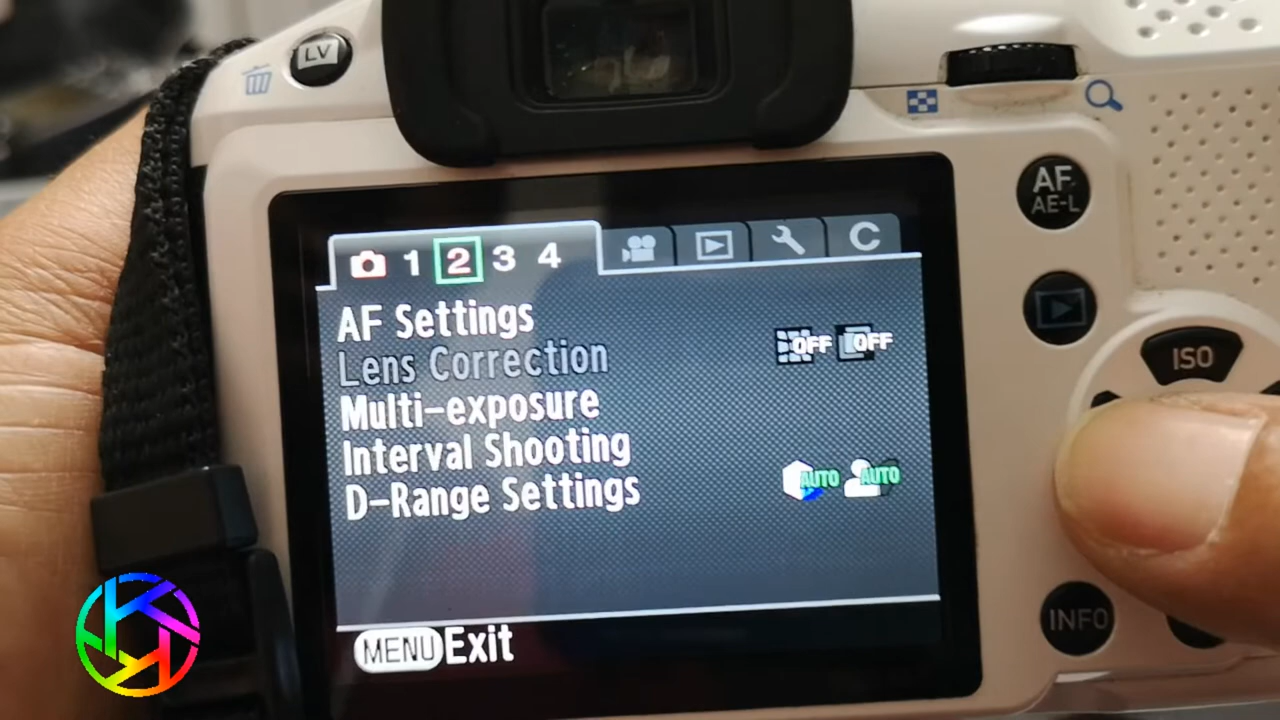 LV
AF
AE-L
1 2 3 4 C
AF Settings
Lens Correction OFF OFF
Multi-exposure
Interval Shooting
D-Range Settings AUTO AUTO
MENU Exit
ISO
INFO